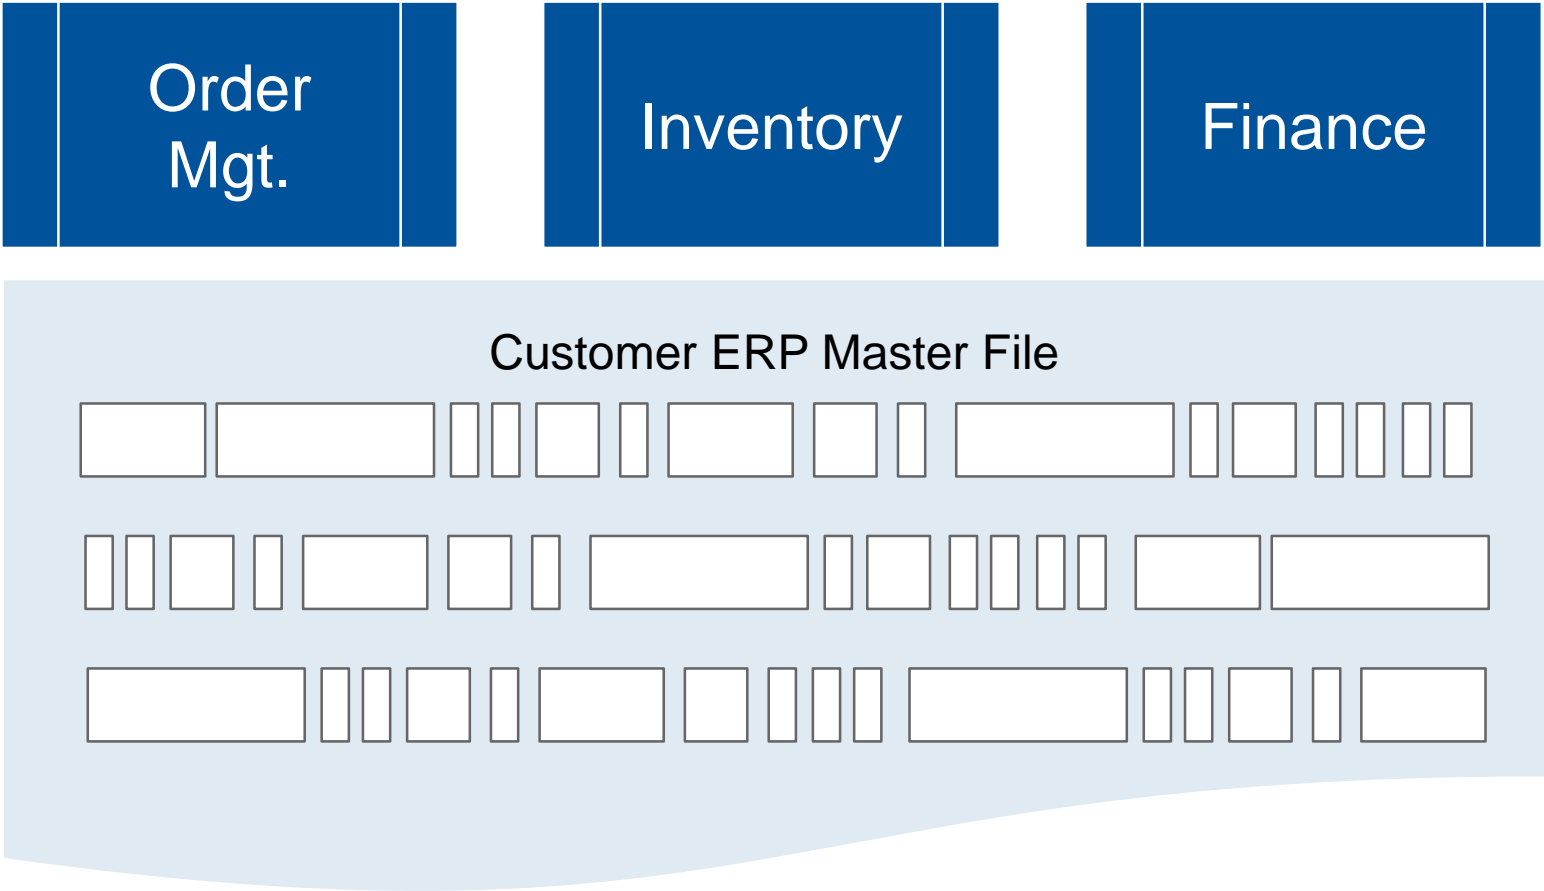 Order
Mgt.
Inventory
Finance
Customer ERP Master File